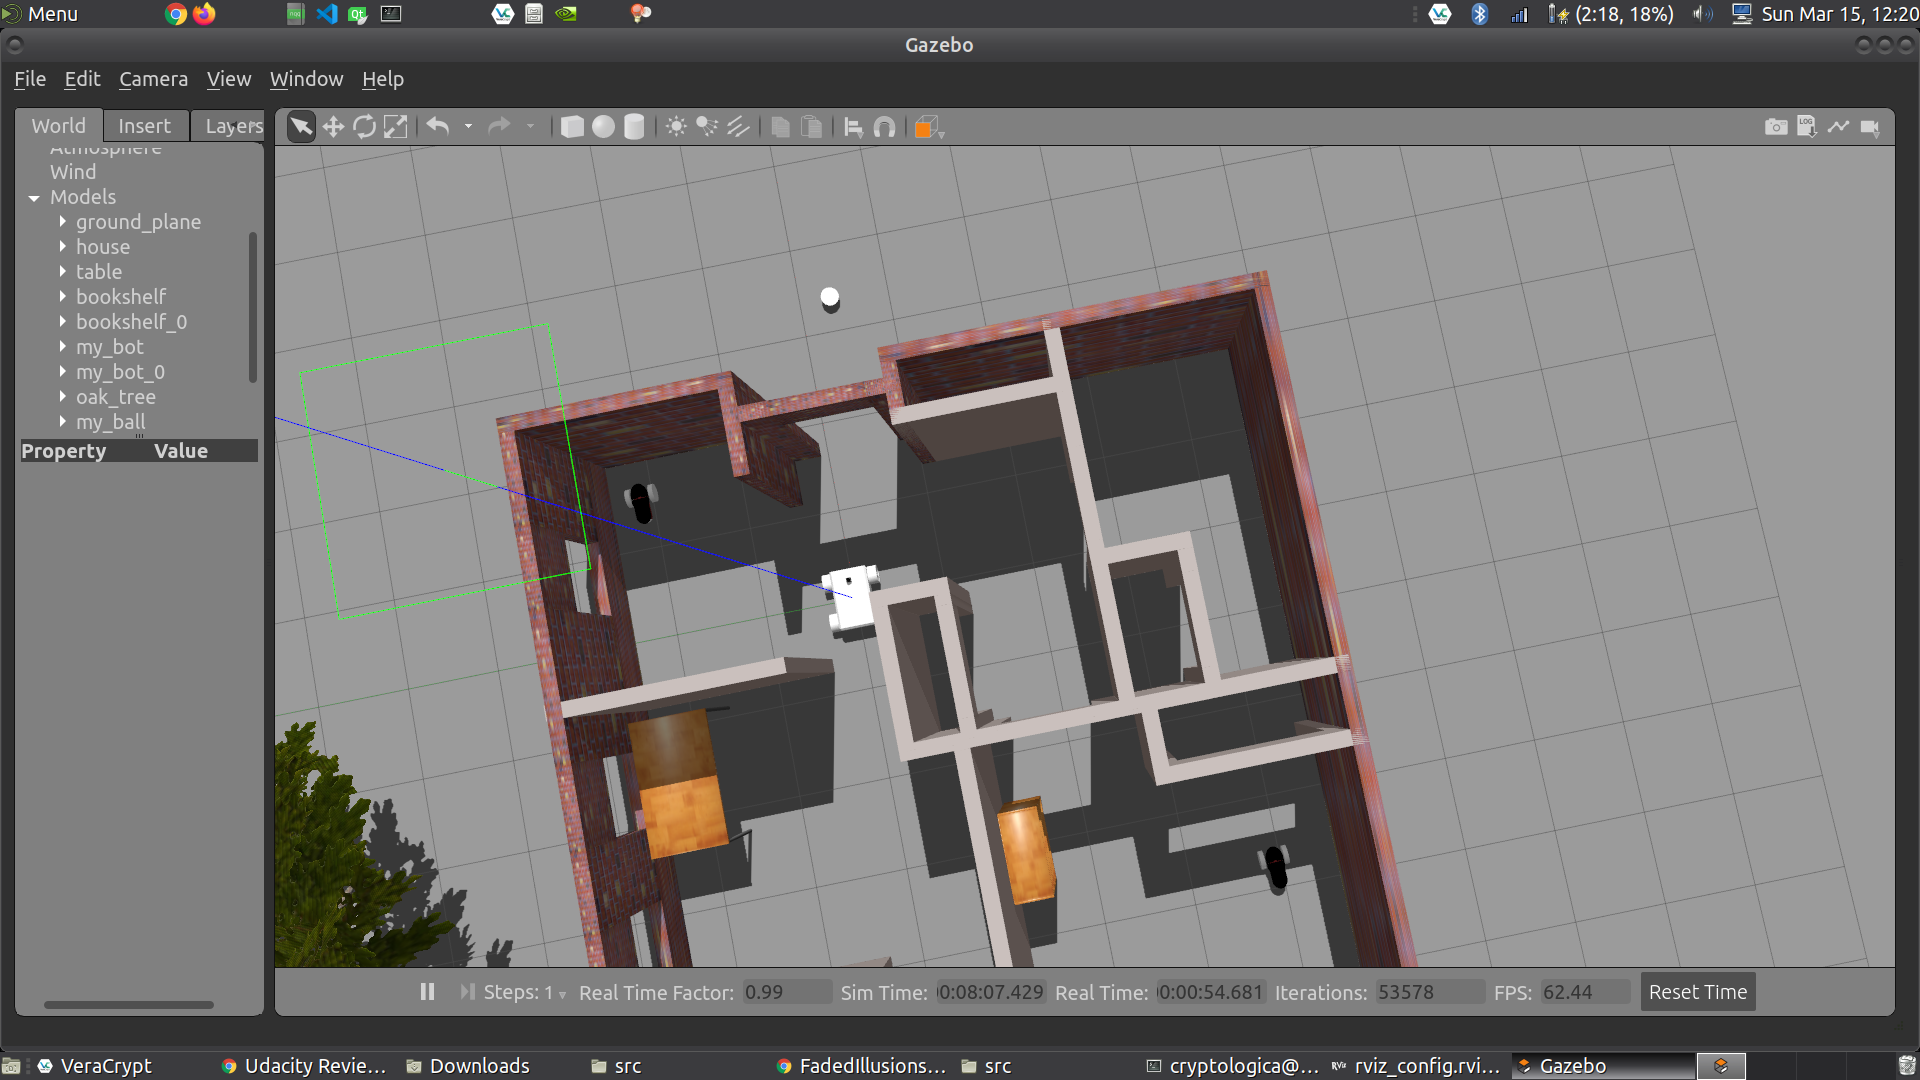 Menu
(2:18, 18%)
Sun Mar 15, 12:20
Gazebo
File Edit Camera View Window Help
World Insert Layers
Atmosphere
Wind
Models
ground_plane
house
table
bookshelf
bookshelf_0
my_bot
my_bot_0
oak_tree
my_ball
Property Value
LOG
Steps: 1 Real Time Factor: 0.99 Sim Time: 0:08:07.429 Real Time: 0:00:54.681 Iterations: 53578 FPS: 62.44 Reset Time
VeraCrypt Udacity Revie... Downloads src FadedIllusions... src cryptologica@... rviz_config.rvi... Gazebo